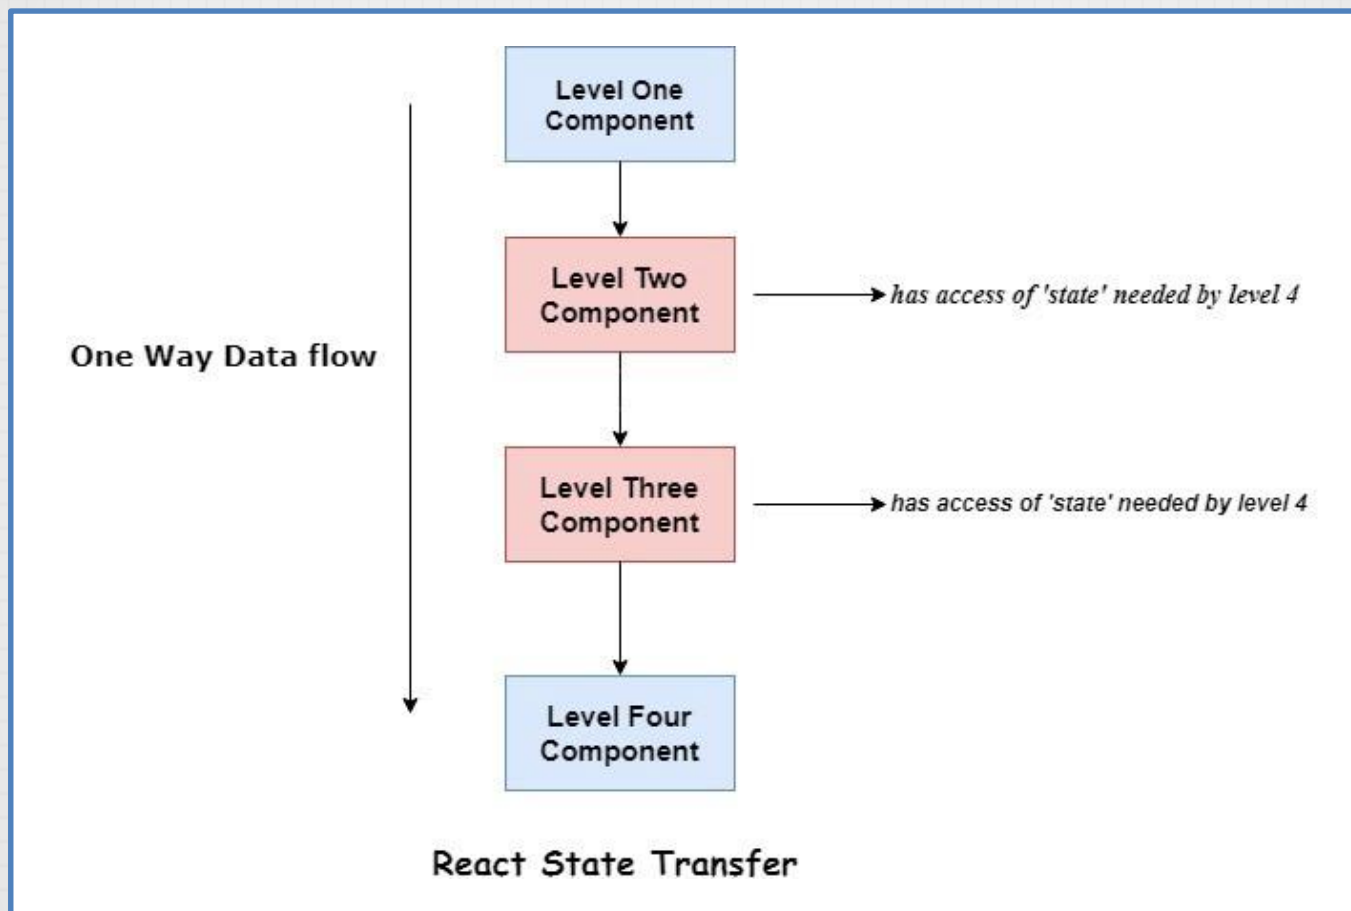 Level One
Component
Level Two
Component
has access of 'state' needed by level 4
One Way Data flow
Level Three
Component
has access of 'state' needed by level 4
Level Four
Component
React State Transfer